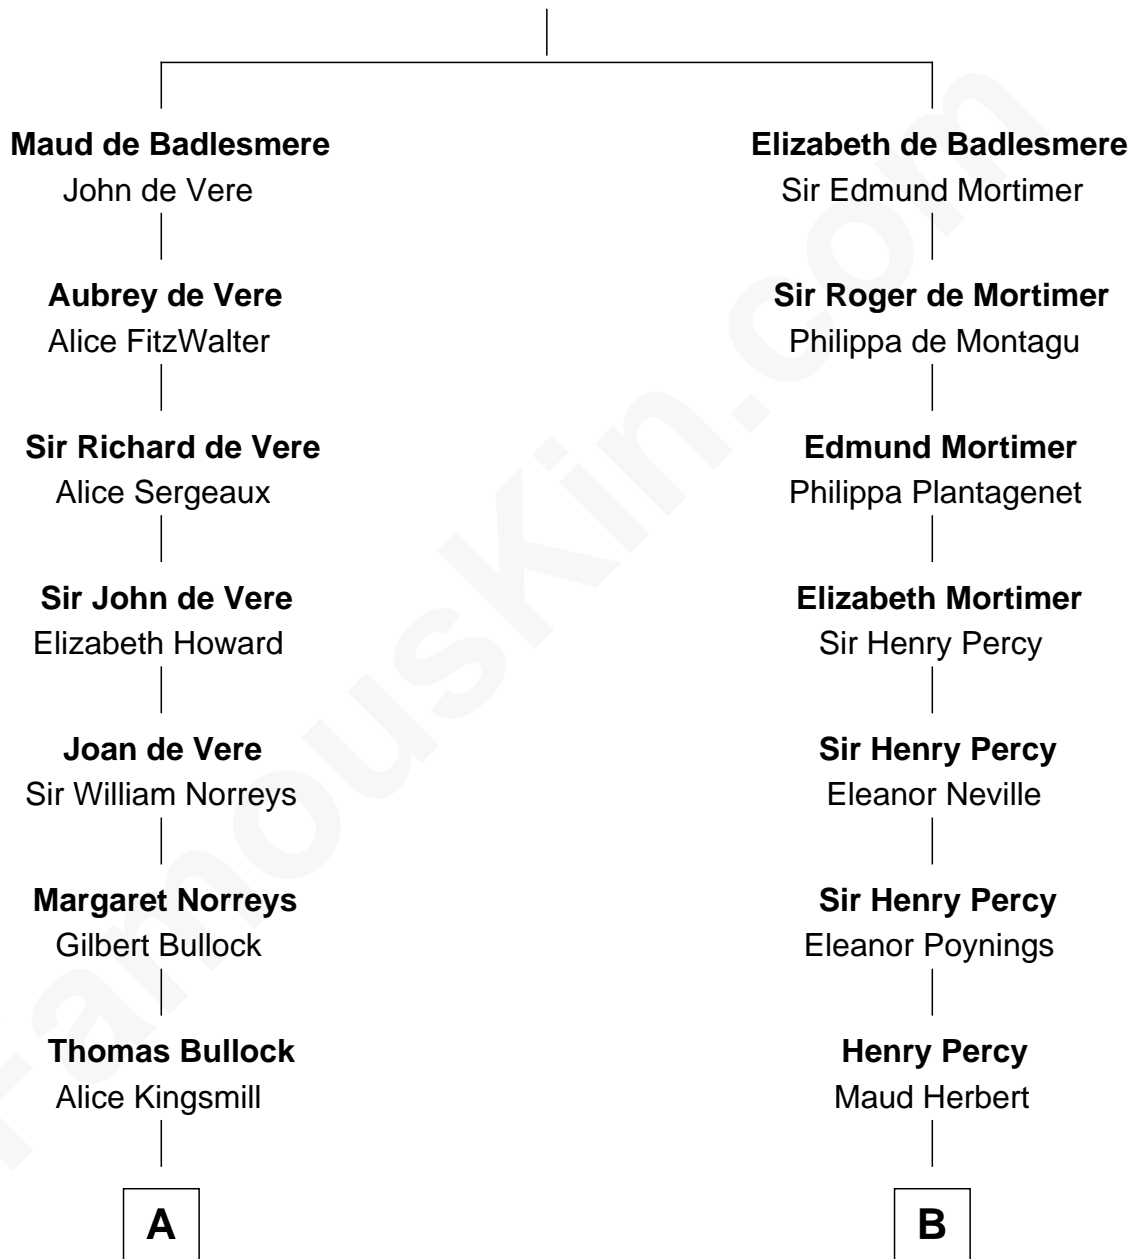 Maud de Badlesmere
John de Vere
Aubrey de Vere
Alice FitzWalter
Sir Richard de Vere
Alice Sergeaux
Sir John de Vere
Elizabeth Howard
Joan de Vere
Sir William Norreys
Margaret Norreys
Gilbert Bullock
Thomas Bullock
Alice Kingsmill
A
Elizabeth de Badlesmere
Sir Edmund Mortimer
Sir Roger de Mortimer
Philippa de Montagu
Edmund Mortimer
Philippa Plantagenet
Elizabeth Mortimer
Sir Henry Percy
Sir Henry Percy
Eleanor Neville
Sir Henry Percy
Eleanor Poynings
Henry Percy
Maud Herbert
B
FamousKin.com